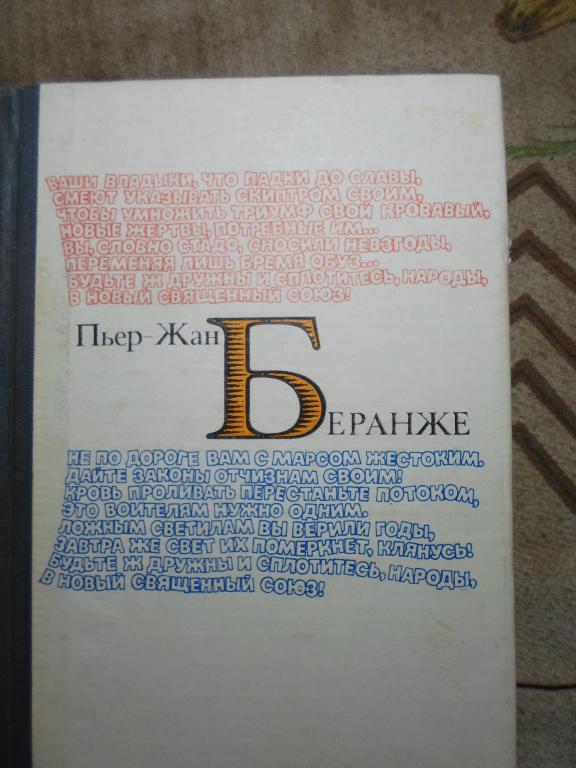 ВАШИ ВЛАДЫКИ, ЧТО ПАДКИ ДО СЛАВЫ,
СМЕЮТ УКАЗЫВАТЬ СКИПТРОМ СВОИМ,
ЧТОБЫ УМНОЖИТЬ ТРИУМФ СВОЙ КРОВАВЫЙ,
НОВЫЕ ЖЕРТВЫ, ПОТРЕБНЫЕ ИМ...
ВЫ, СЛОВНО СТАДО, СНОСИЛИ НЕВЗГОДЫ,
ПЕРЕМЕНЯЯ ЛИШЬ БРЕМЯ ОБУЗ...
БУДЬТЕ Ж ДРУЖНЫ И СПЛОТИТЕСЬ, НАРОДЫ,
В НОВЫЙ СВЯЩЕННЫЙ СОЮЗ!
Пьер-Жан
БЕРАНЖЕ
НЕ ПО ДОРОГЕ ВАМ С МАРСОМ ЖЕСТОКИМ.
ДАЙТЕ ЗАКОНЫ ОТЧИЗНАМ СВОИМ!
КРОВЬ ПРОЛИВАТЬ ПЕРЕСТАНЬТЕ ПОТОКОМ,
ЭТО ВОИТЕЛЯМ НУЖНО ОДНИМ.
ЛОЖНЫМ СВЕТИЛАМ ВЫ ВЕРИЛИ ГОДЫ,
ЗАВТРА ЖЕ СВЕТ ИХ ПОМЕРКНЕТ, КЛЯНУСЬ!
БУДЬТЕ Ж ДРУЖНЫ И СПЛОТИТЕСЬ, НАРОДЫ,
В НОВЫЙ СВЯЩЕННЫЙ СОЮЗ!